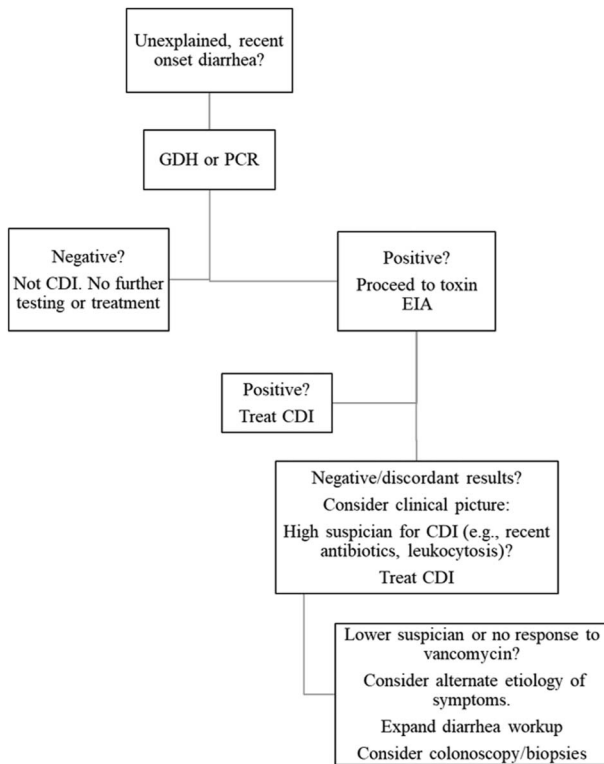 Unexplained, recent
onset diarrhea?
GDH or PCR
Negative?
Not CDI. No further
testing or treatment
Positive?
Proceed to toxin
EIA
Positive?
Treat CDI
Negative/discordant results?
Consider clinical picture:
High suspician for CDI (e.g., recent
antibiotics, leukocytosis)?
Treat CDI
Lower suspician or no response to
vancomycin?
Consider alternate etiology of
symptoms.
Expand diarrhea workup
Consider colonoscopy/biopsies